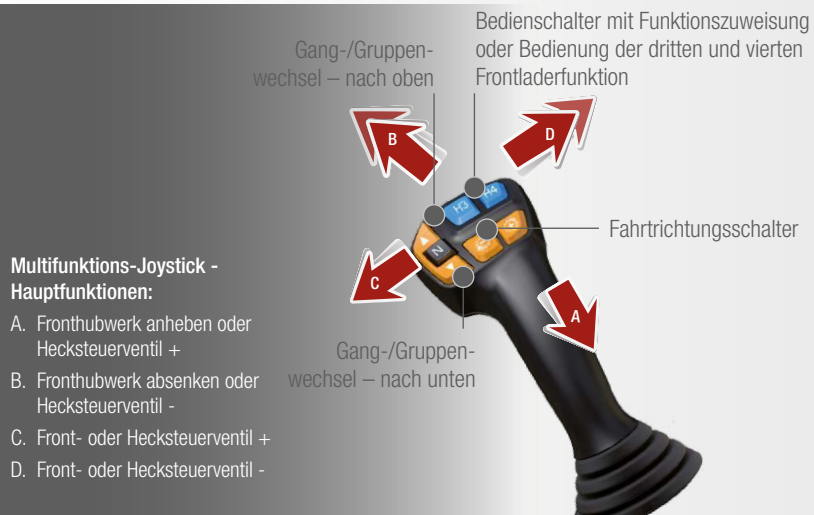 Bedienschalter mit Funktionszuweisung
oder Bedienung der dritten und vierten
Frontladerfunktion
Gang-/Gruppen-
wechsel – nach oben
B
D
H3
H4
N
Fahrtrichtungsschalter
C
A
Gang-/Gruppen-
wechsel – nach unten
Multifunktions-Joystick -
Hauptfunktionen:
A. Fronthubwerk anheben oder
Hecksteuerventil +
B. Fronthubwerk absenken oder
Hecksteuerventil -
C. Front- oder Hecksteuerventil +
D. Front- oder Hecksteuerventil -